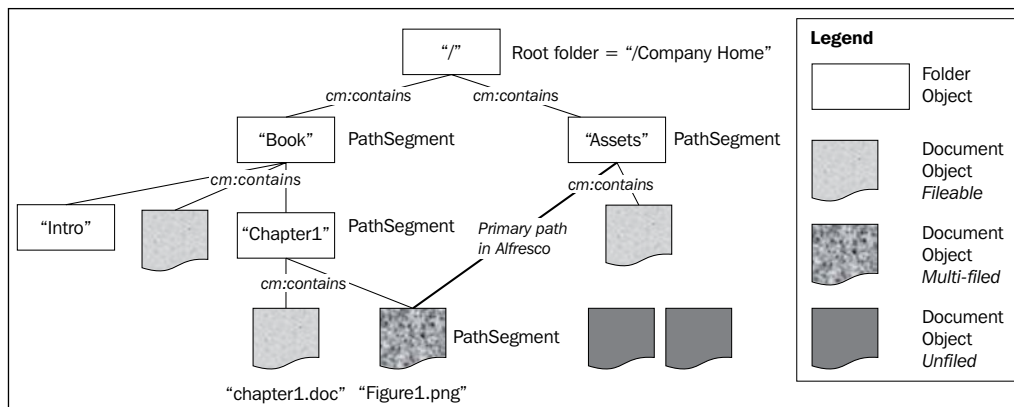 “/”
Root folder = “/Company Home”
cm:contains
cm:contains
“Book”
PathSegment
“Assets”
PathSegment
cm:contains
cm:contains
“Intro”
“Chapter1”
PathSegment
Primary path
in Alfresco
cm:contains
PathSegment
“chapter1.doc”
“Figure1.png”
Legend
Folder
Object
Document
Object
Fileable
Document
Object
Multi-filed
Document
Object
Unfiled